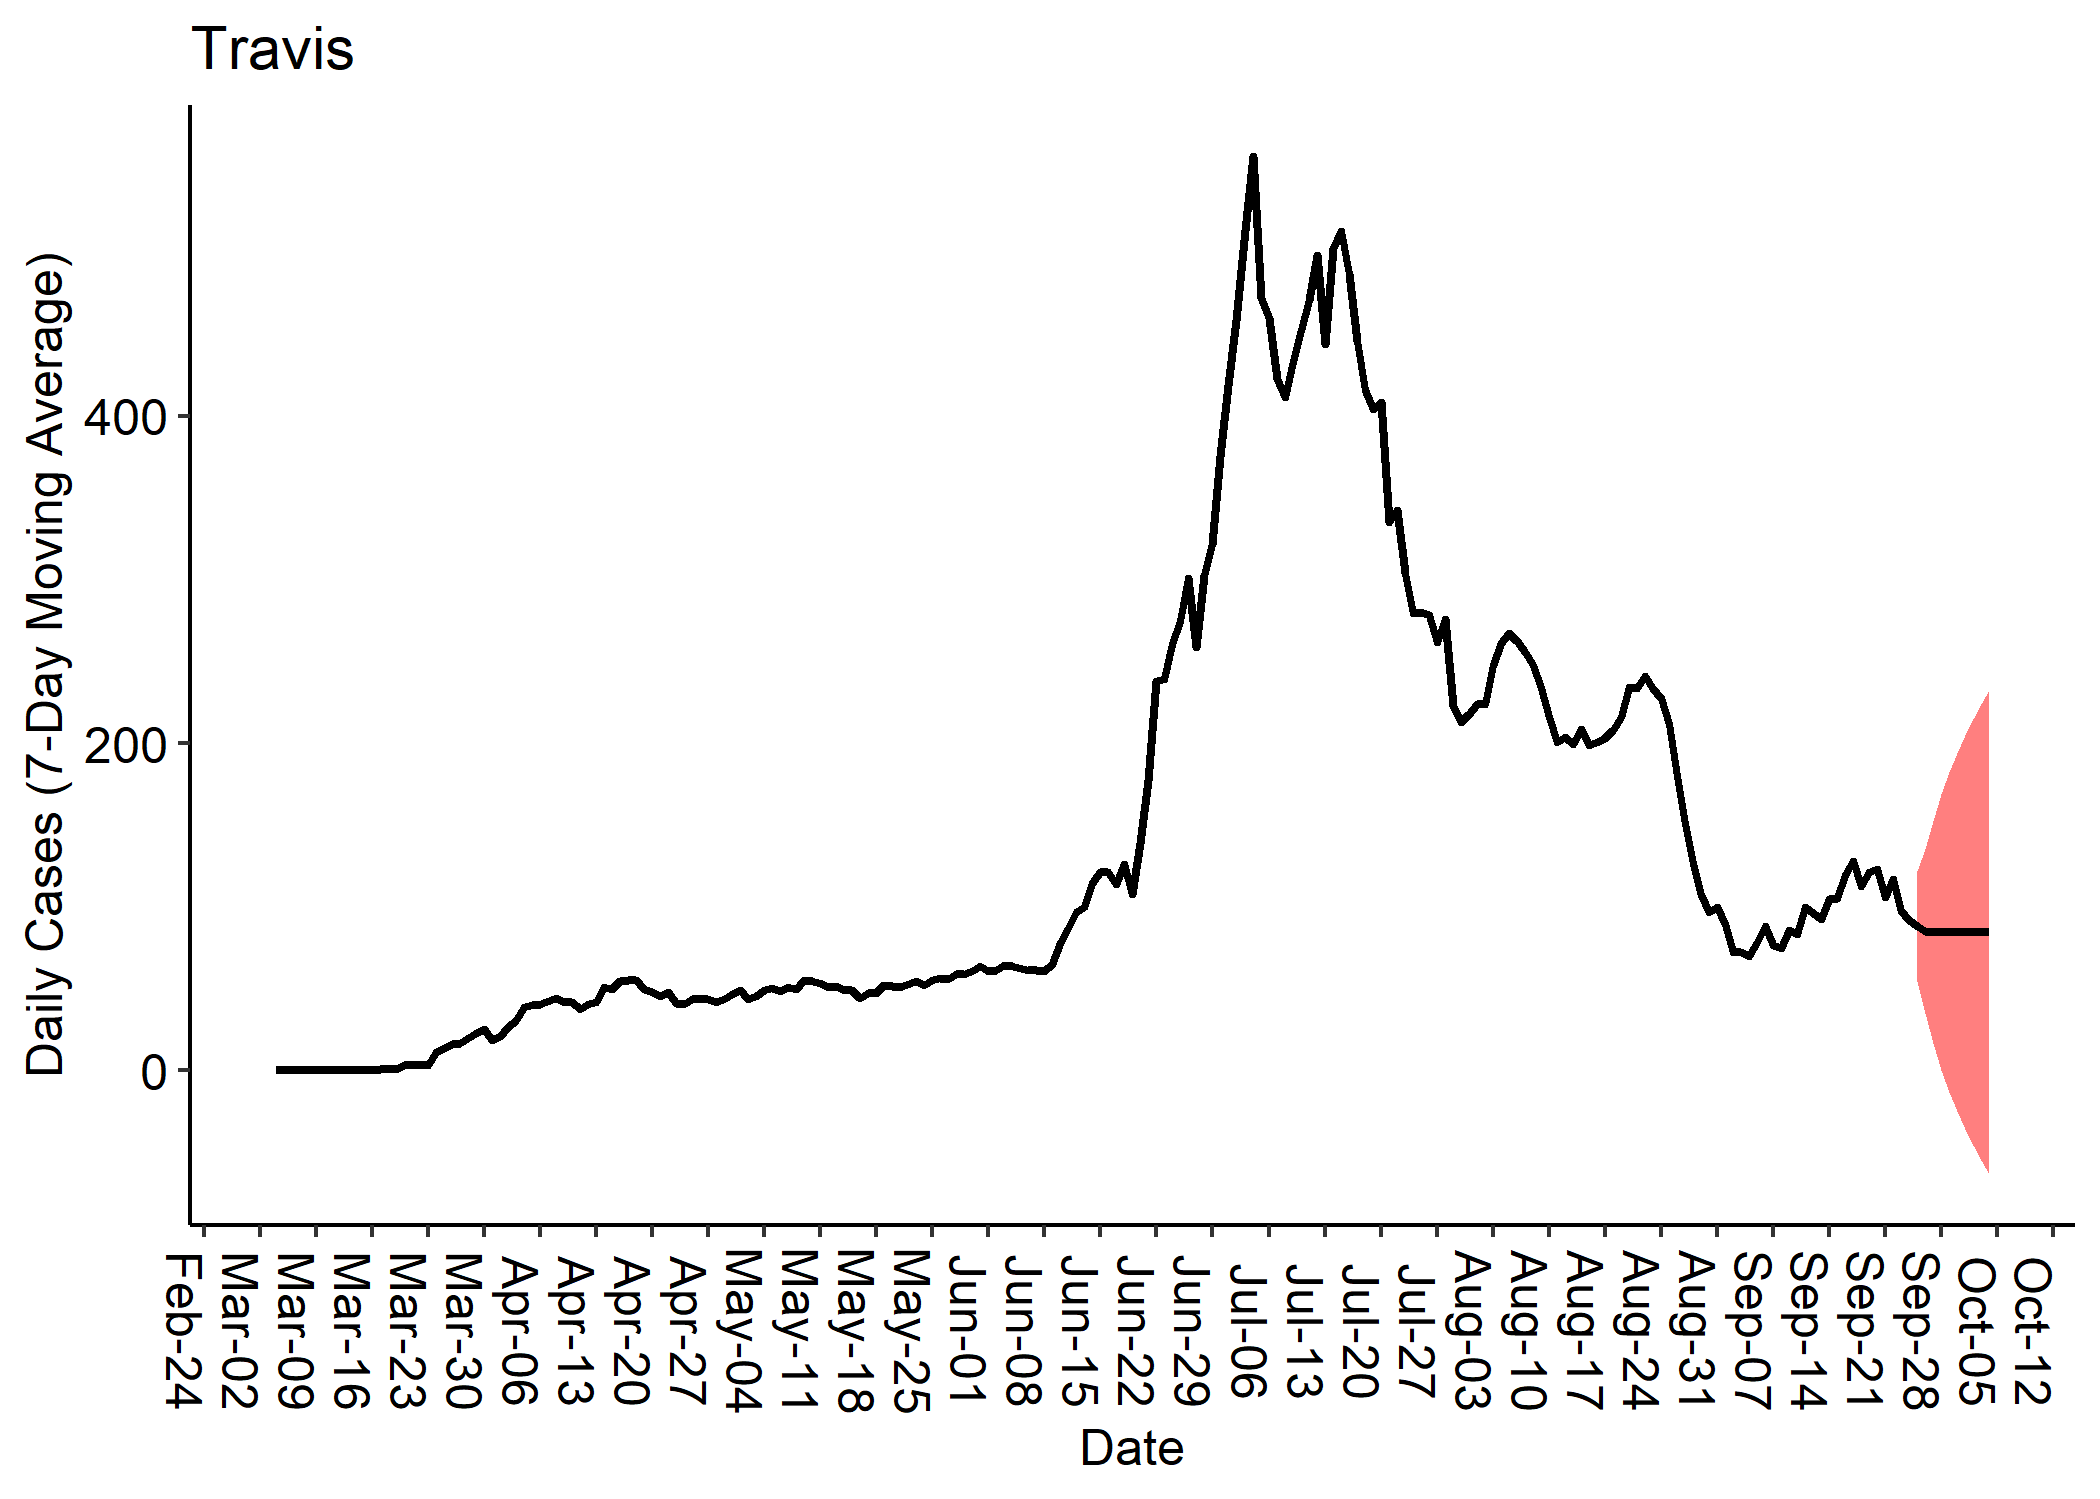 Travis
Daily Cases (7-Day Moving Average)
400
200
0
Feb-24
Mar-02
Mar-09
Mar-16
Mar-23
Mar-30
Apr-06
Apr-13
Apr-20
Apr-27
May-04
May-11
May-18
May-25
Jun-01
Jun-08
Jun-15
Jun-22
Jun-29
Jul-06
Jul-13
Jul-20
Jul-27
Aug-03
Aug-10
Aug-17
Aug-24
Aug-31
Sep-07
Sep-14
Sep-21
Sep-28
Oct-05
Oct-12
Date